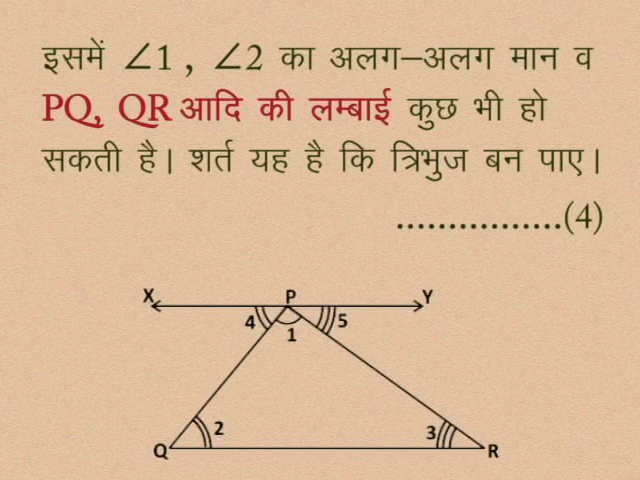 इसमें ∠1 , ∠2 का अलग–अलग मान व
PQ, QR आदि की लम्बाई कुछ भी हो
सकती है। शर्त यह है कि त्रिभुज बन पाए।
................(4)
X P Y
4 1 5
2 3
Q R